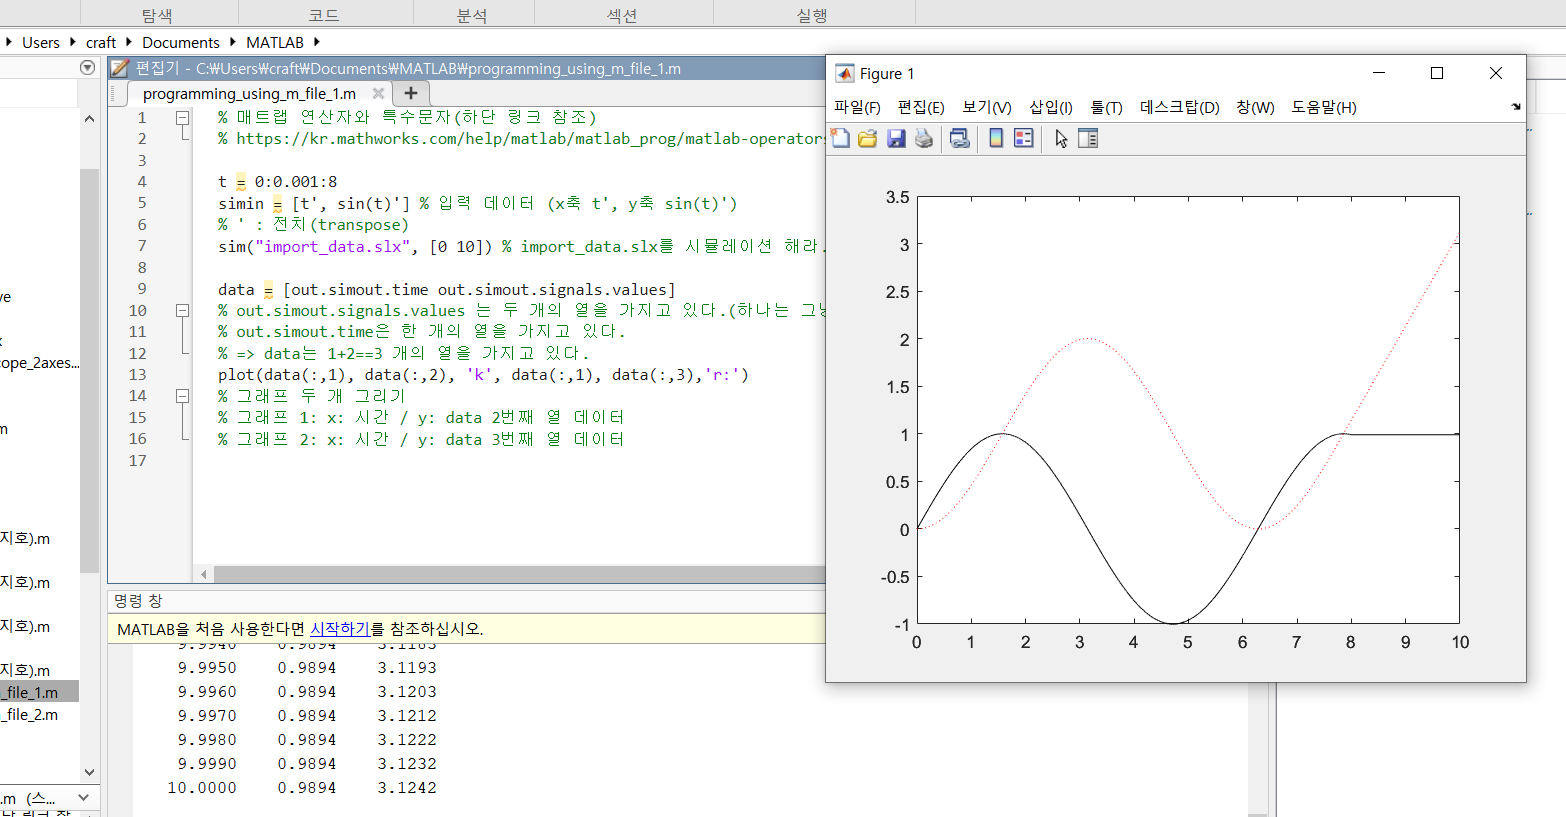 탐색 코드 분석 섹션 실행
Users craft Documents MATLAB
편집기 - C:₩Users₩craft₩Documents₩MATLAB₩programming_using_m_file_1.m
programming_using_m_file_1.m
1 % 매트랩 연산자와 특수문자(하단 링크 참조)
2 % https://kr.mathworks.com/help/matlab/matlab_prog/matlab-operators
3
4 t = 0:0.001:8
5 simin = [t', sin(t)'] % 입력 데이터 (x축 t', y축 sin(t)')
6 % ' : 전치(transpose)
7 sim("import_data.slx", [0 10]) % import_data.slx를 시뮬레이션 해라.
8
9 data = [out.simout.time out.simout.signals.values]
10 % out.simout.signals.values 는 두 개의 열을 가지고 있다.(하나는
11 % out.simout.time은 한 개의 열을 가지고 있다.
12 % => data는 1+2==3 개의 열을 가지고 있다.
13 plot(data(:,1), data(:,2), 'k', data(:,1), data(:,3),'r:')
14 % 그래프 두 개 그리기
15 % 그래프 1: x: 시간 / y: data 2번째 열 데이터
16 % 그래프 2: x: 시간 / y: data 3번째 열 데이터
17
ve
x
cope_2axes...
m
지호).m
지호).m
지호).m
지호).m
_file_1.m
_file_2.m
.m (스...
명령 창
MATLAB을 처음 사용한다면 시작하기를 참조하십시오.
9.9940 0.9894 3.1183
9.9950 0.9894 3.1193
9.9960 0.9894 3.1203
9.9970 0.9894 3.1212
9.9980 0.9894 3.1222
9.9990 0.9894 3.1232
10.0000 0.9894 3.1242
Figure 1
파일(F) 편집(E) 보기(V) 삽입(I) 툴(T) 데스크탑(D) 창(W) 도움말(H)
3.5
3
2.5
2
1.5
1
0.5
0
-0.5
-1
0 1 2 3 4 5 6 7 8 9 10